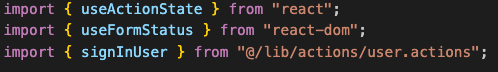 import { useActionState } from "react";
import { useFormStatus } from "react-dom";
import { signInUser } from "@/lib/actions/user.actions";